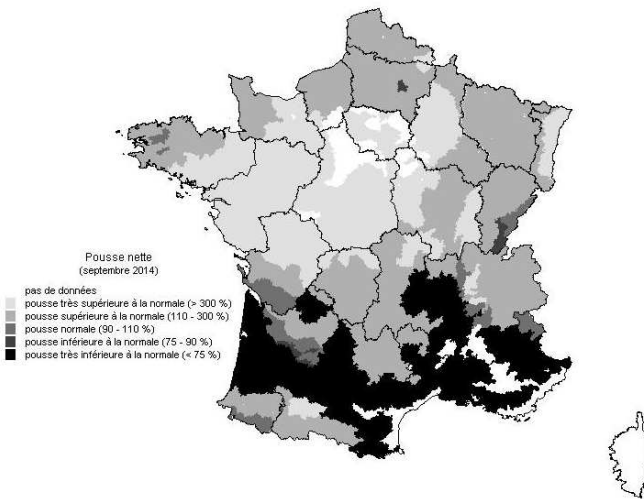 Pousse nette
(septembre 2014)
pas de données
pousse très supérieure à la normale (> 300 %)
pousse supérieure à la normale (110 - 300 %)
pousse normale (90 - 110 %)
pousse inférieure à la normale (75 - 90 %)
pousse très inférieure à la normale (< 75 %)